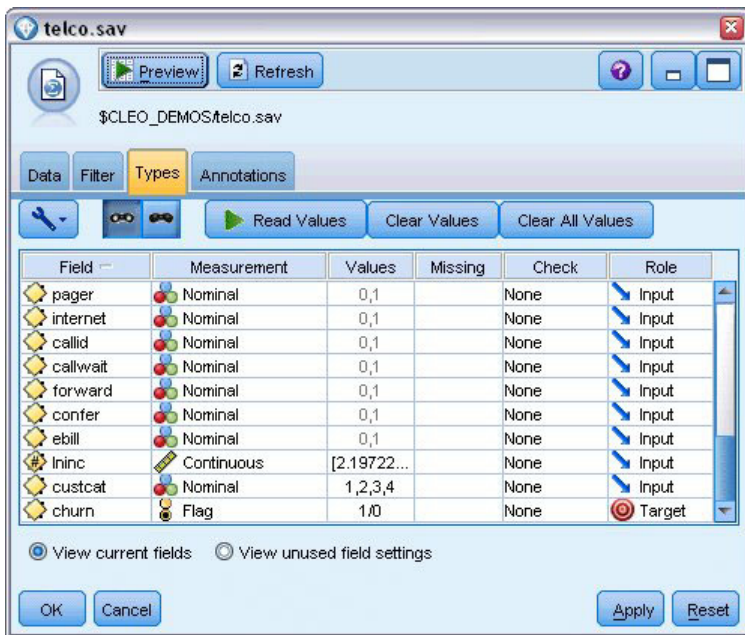 telco.sav
Preview Refresh
$CLEO_DEMOS/telco.sav
Data Filter Types Annotations
Read Values Clear Values Clear All Values
Field Measurement Values Missing Check Role
pager Nominal 0,1 None Input
internet Nominal 0,1 None Input
callid Nominal 0,1 None Input
callwait Nominal 0,1 None Input
forward Nominal 0,1 None Input
confer Nominal 0,1 None Input
ebill Nominal 0,1 None Input
lninc Continuous [2.19722... None Input
custcat Nominal 1,2,3,4 None Input
churn Flag 1/0 None Target
View current fields View unused field settings
OK Cancel Apply Reset